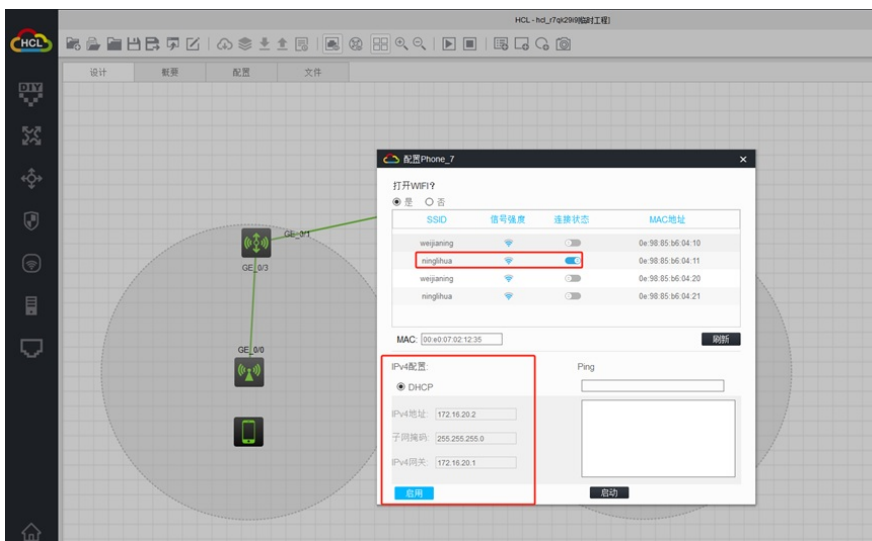 HCL - hcl_r7qk29i9[临时工程]
HCL
DIY
设计 概要 配置 文件
配置Phone_7
打开WIFI?
是 否
SSID 信号强度 连接状态 MAC地址
weijianing 0e:98:85:b6:04:10
ninglihua 0e:98:85:b6:04:11
weijianing 0e:98:85:b6:04:20
ninglihua 0e:98:85:b6:04:21
MAC: 00:e0:07:02:12:35 刷新
IPv4配置: Ping
DHCP
IPv4地址: 172.16.20.2
子网掩码: 255.255.255.0
IPv4网关: 172.16.20.1
启用 启动
GE_0/1
GE_0/3
GE_0/0